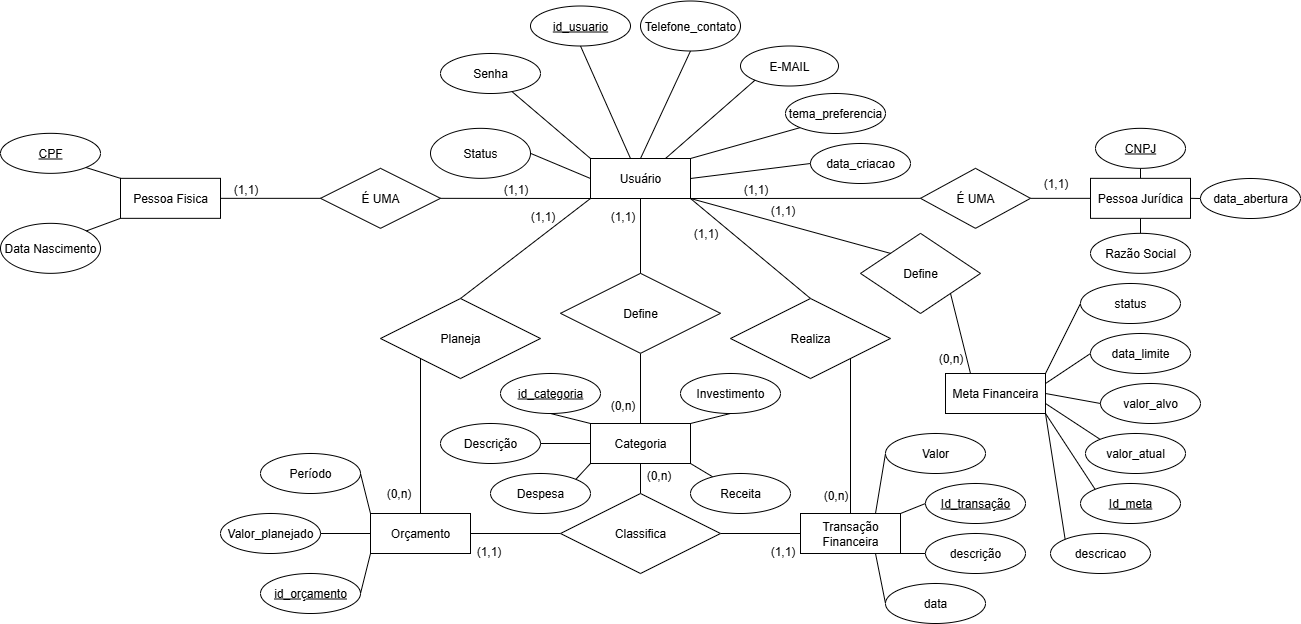 id_usuario
Telefone_contato
Senha
E-MAIL
tema_preferencia
Status
data_criacao
CPF
CNPJ
Usuário
Pessoa Fisica
(1,1)
É UMA
(1,1)
(1,1)
É UMA
(1,1)
Pessoa Jurídica
data_abertura
Data Nascimento
Razão Social
(1,1)
(1,1)
(1,1)
(1,1)
Define
Planeja
Define
Realiza
status
data_limite
(0,n)
Meta Financeira
valor_alvo
valor_atual
Id_meta
descricao
id_categoria
Investimento
(0,n)
Descrição
Categoria
Despesa
(0,n)
Receita
Período
(0,n)
Valor_planejado
Orçamento
id_orçamento
(1,1)
Classifica
(1,1)
(0,n)
Transação
Financeira
Valor
Id_transação
descrição
data